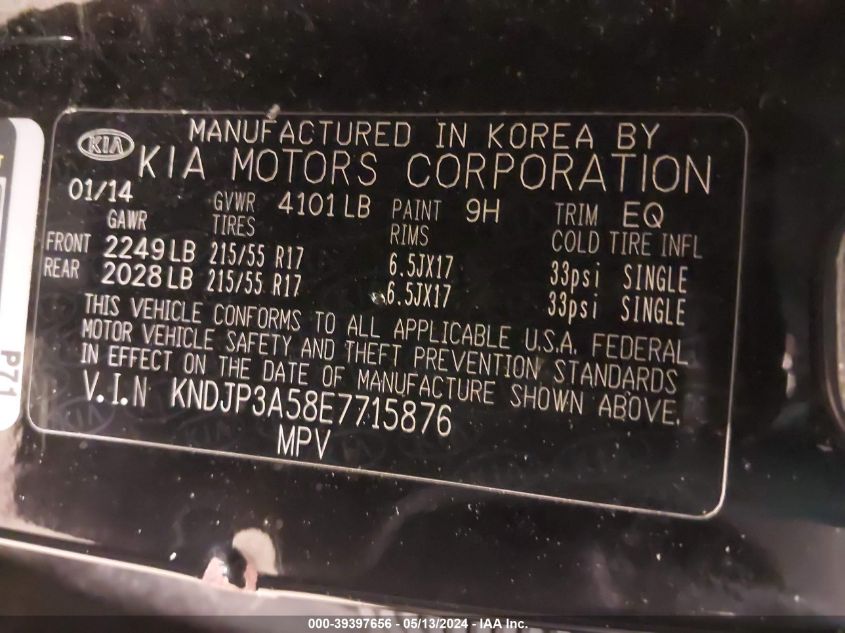 KIA MANUFACTURED IN KOREA BY
KIA MOTORS CORPORATION
01/14 GVWR 4101 LB PAINT 9H TRIM EQ
GAWR TIRES RIMS COLD TIRE INFL
FRONT 2249 LB 215/55 R17 6.5JX17 33psi SINGLE
REAR 2028 LB 215/55 R17 6.5JX17 33psi SINGLE
THIS VEHICLE CONFORMS TO ALL APPLICABLE U.S.A. FEDERAL
MOTOR VEHICLE SAFETY AND THEFT PREVENTION STANDARDS
IN EFFECT ON THE DATE OF MANUFACTURE SHOWN ABOVE.
V.I.N KNDJP3A58E7715876
MPV
P71
000-39397656 - 05/13/2024 - IAA Inc.